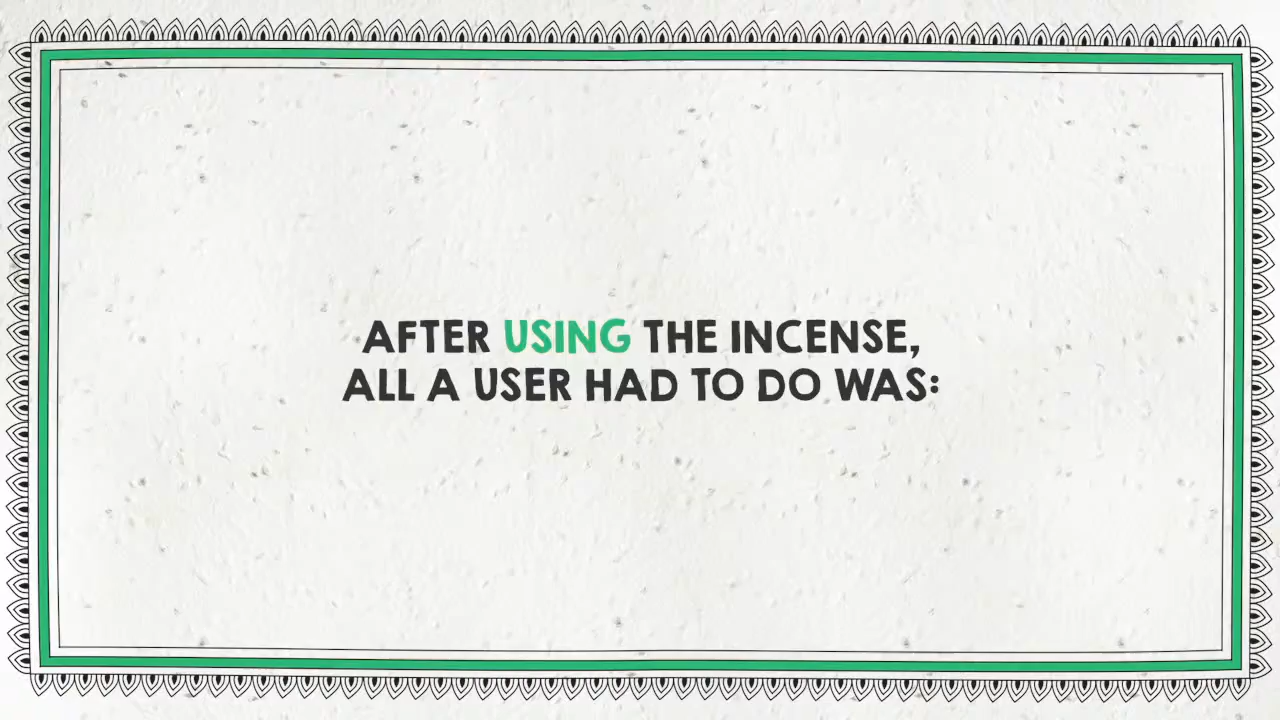 AFTER USING THE INCENSE,
ALL A USER HAD TO DO WAS: